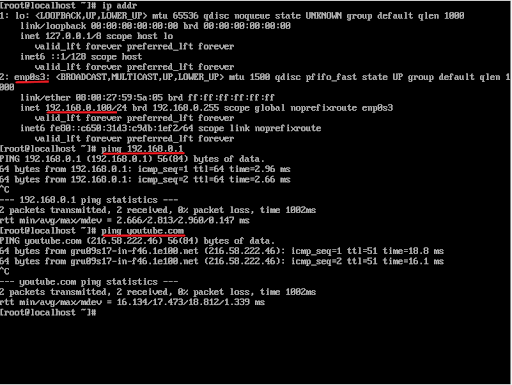 [root@localhost ~]# ip addr
1: lo: <LOOPBACK,UP,LOWER_UP> mtu 65536 qdisc noqueue state UNKNOWN group default qlen 1000
link/loopback 00:00:00:00:00:00 brd 00:00:00:00:00:00
inet 127.0.0.1/8 scope host lo
valid_lft forever preferred_lft forever
inet6 ::1/128 scope host
valid_lft forever preferred_lft forever
2: enp0s3: <BROADCAST,MULTICAST,UP,LOWER_UP> mtu 1500 qdisc pfifo_fast state UP group default qlen 1
000
link/ether 08:00:27:59:5a:05 brd ff:ff:ff:ff:ff:ff
inet 192.168.0.100/24 brd 192.168.0.255 scope global noprefixroute enp0s3
valid_lft forever preferred_lft forever
inet6 fe80::c650:31d3:c9db:1ef2/64 scope link noprefixroute
valid_lft forever preferred_lft forever
[root@localhost ~]# ping 192.168.0.1
PING 192.168.0.1 (192.168.0.1) 56(84) bytes of data.
64 bytes from 192.168.0.1: icmp_seq=1 ttl=64 time=2.96 ms
64 bytes from 192.168.0.1: icmp_seq=2 ttl=64 time=2.66 ms
^C
--- 192.168.0.1 ping statistics ---
2 packets transmitted, 2 received, 0% packet loss, time 1002ms
rtt min/avg/max/mdev = 2.666/2.813/2.960/0.147 ms
[root@localhost ~]# ping youtube.com
PING youtube.com (216.58.222.46) 56(84) bytes of data.
64 bytes from gru09s17-in-f46.1e100.net (216.58.222.46): icmp_seq=1 ttl=51 time=18.8 ms
64 bytes from gru09s17-in-f46.1e100.net (216.58.222.46): icmp_seq=2 ttl=51 time=16.1 ms
^C
--- youtube.com ping statistics ---
2 packets transmitted, 2 received, 0% packet loss, time 1002ms
rtt min/avg/max/mdev = 16.134/17.473/18.812/1.339 ms
[root@localhost ~]#